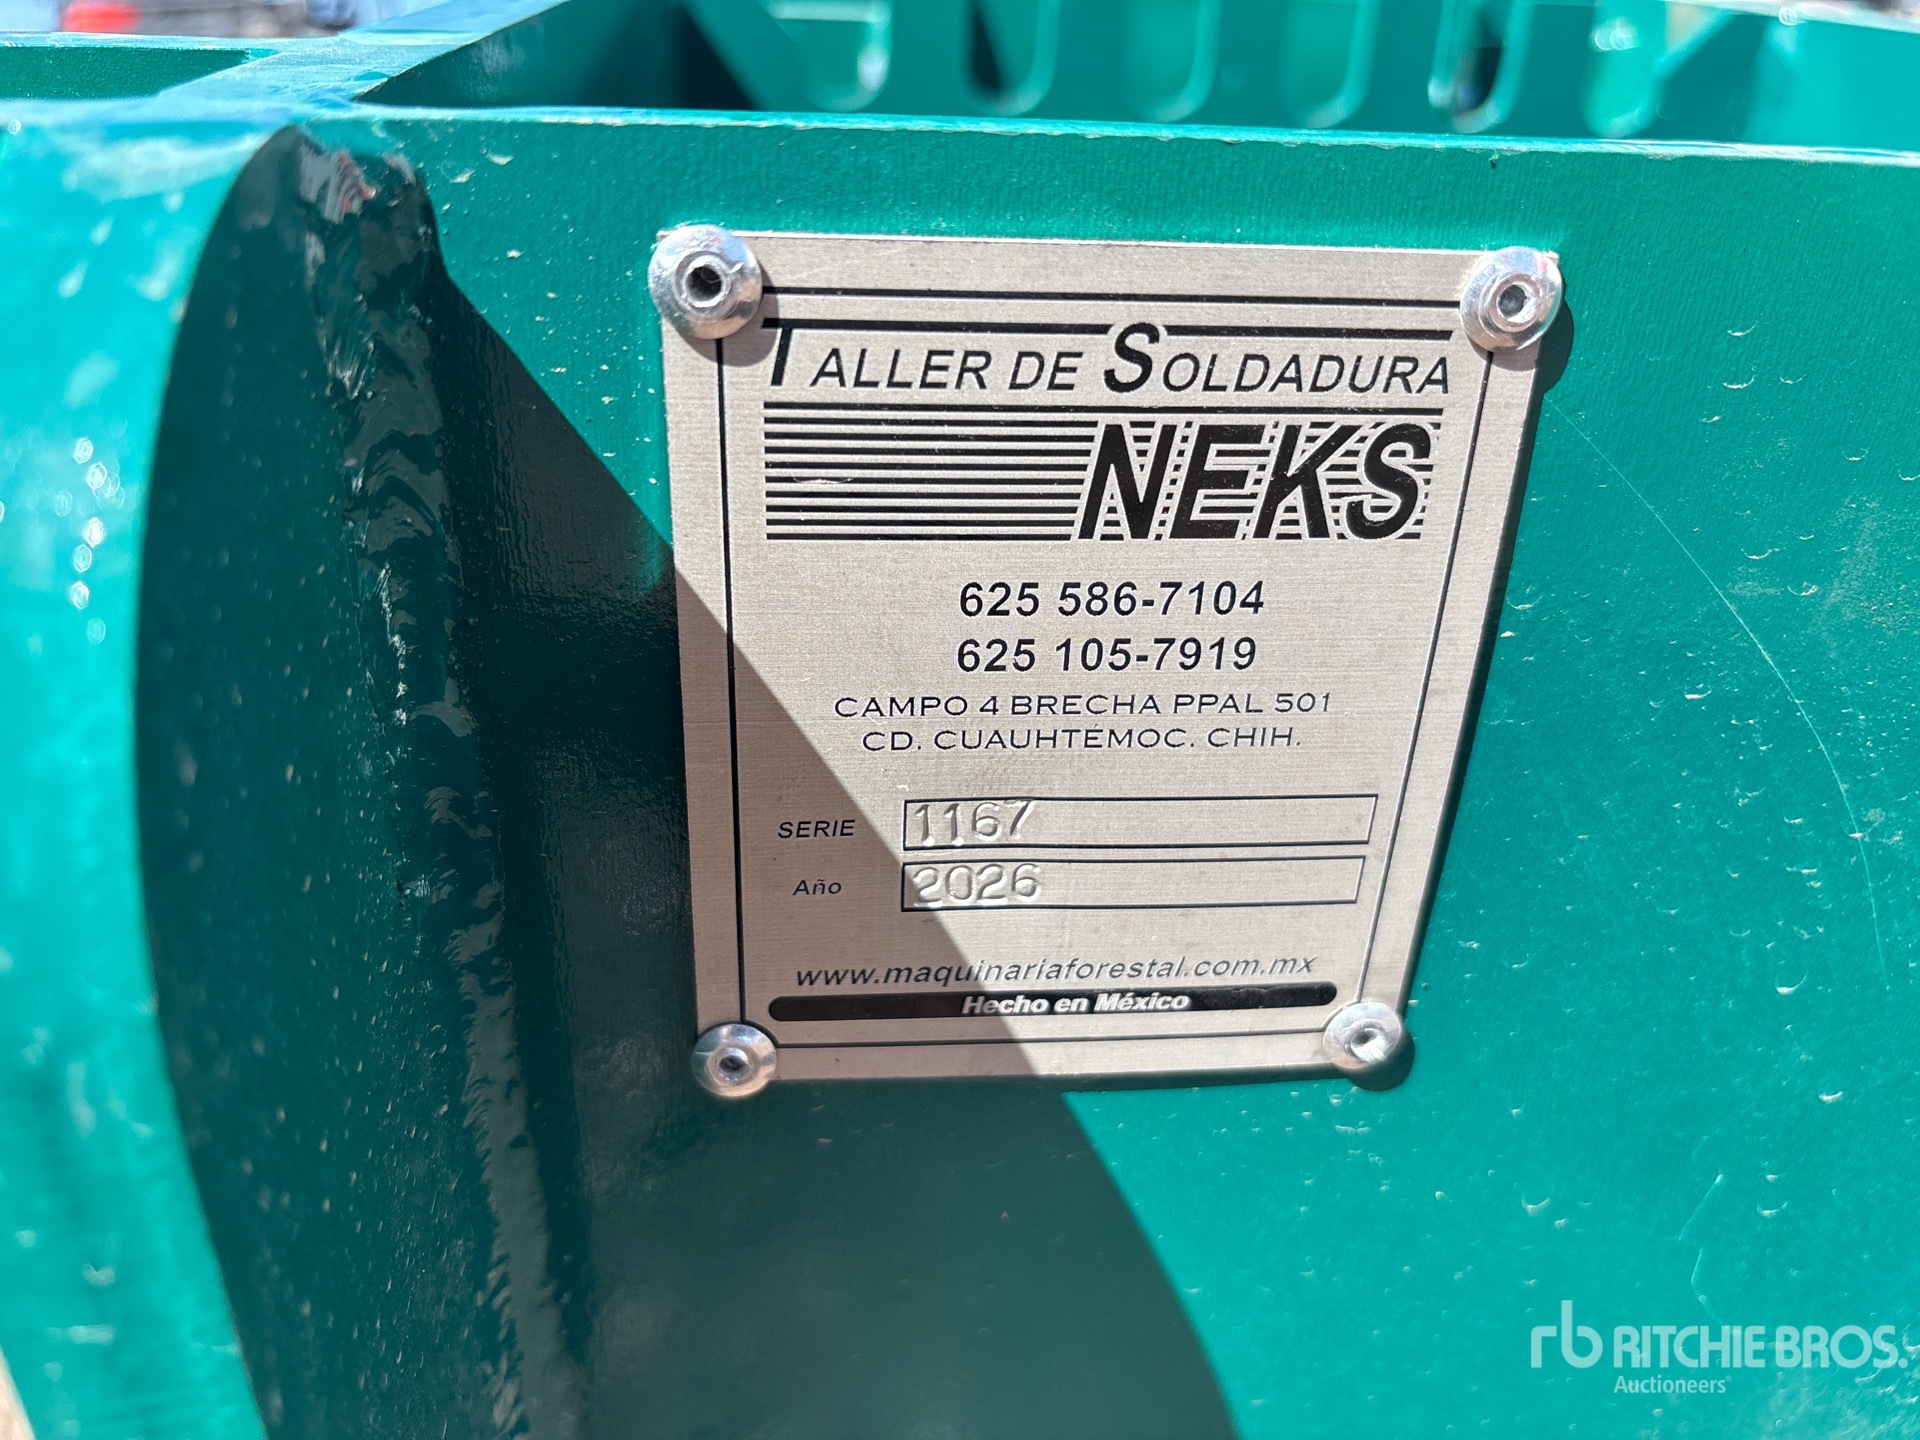 TALLER DE SOLDADURA
NEKS
625 586-7104
625 105-7919
CAMPO 4 BRECHA PPAL 501
CD. CUAUHTÉMOC, CHIH.
SERIE 1167
Año 2026
www.maquinariaforestal.com.mx
Hecho en México
rb RITCHIE BROS.
Auctioneers